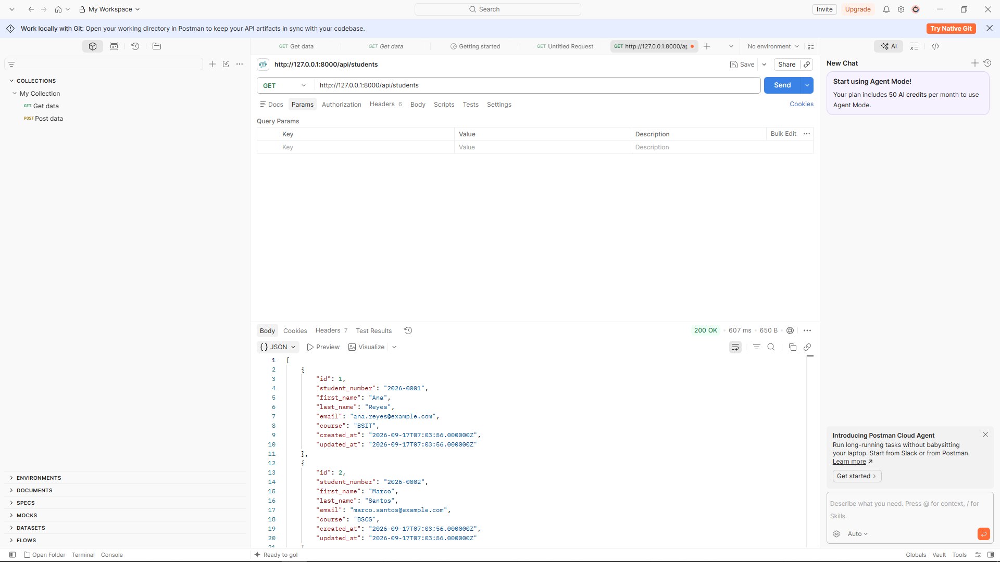 My Workspace
Search
Invite
Upgrade
Work locally with Git: Open your working directory in Postman to keep your API artifacts in sync with your codebase.
Try Native Git
GET Get data
GET Get data
Getting started
GET Untitled Request
GET http://127.0.0.1:8000/ap
No environment
AI
http://127.0.0.1:8000/api/students
Save
Share
New Chat
COLLECTIONS
My Collection
GET Get data
POST Post data
GET
http://127.0.0.1:8000/api/students
Send
Start using Agent Mode!
Your plan includes 50 AI credits per month to use
Agent Mode.
Docs
Params
Authorization
Headers 6
Body
Scripts
Tests
Settings
Cookies
Query Params
Key
Value
Description
Bulk Edit
Key
Value
Description
Body
Cookies
Headers 7
Test Results
200 OK
607 ms
650 B
{} JSON
Preview
Visualize
1 [
2 {
3 "id": 1,
4 "student_number": "2026-0001",
5 "first_name": "Ana",
6 "last_name": "Reyes",
7 "email": "ana.reyes@example.com",
8 "course": "BSIT",
9 "created_at": "2026-09-17T07:03:56.000000Z",
10 "updated_at": "2026-09-17T07:03:56.000000Z"
11 },
12 {
13 "id": 2,
14 "student_number": "2026-0002",
15 "first_name": "Marco",
16 "last_name": "Santos",
17 "email": "marco.santos@example.com",
18 "course": "BSCS",
19 "created_at": "2026-09-17T07:03:56.000000Z",
20 "updated_at": "2026-09-17T07:03:56.000000Z"
Introducing Postman Cloud Agent
Run long-running tasks without babysitting
your laptop. Start from Slack or from Postman.
Learn more
Get started
Describe what you need. Press @ for context, / for
Skills.
Auto
ENVIRONMENTS
DOCUMENTS
SPECS
MOCKS
DATASETS
FLOWS
Open Folder
Terminal
Console
Ready to go!
Globals
Vault
Tools